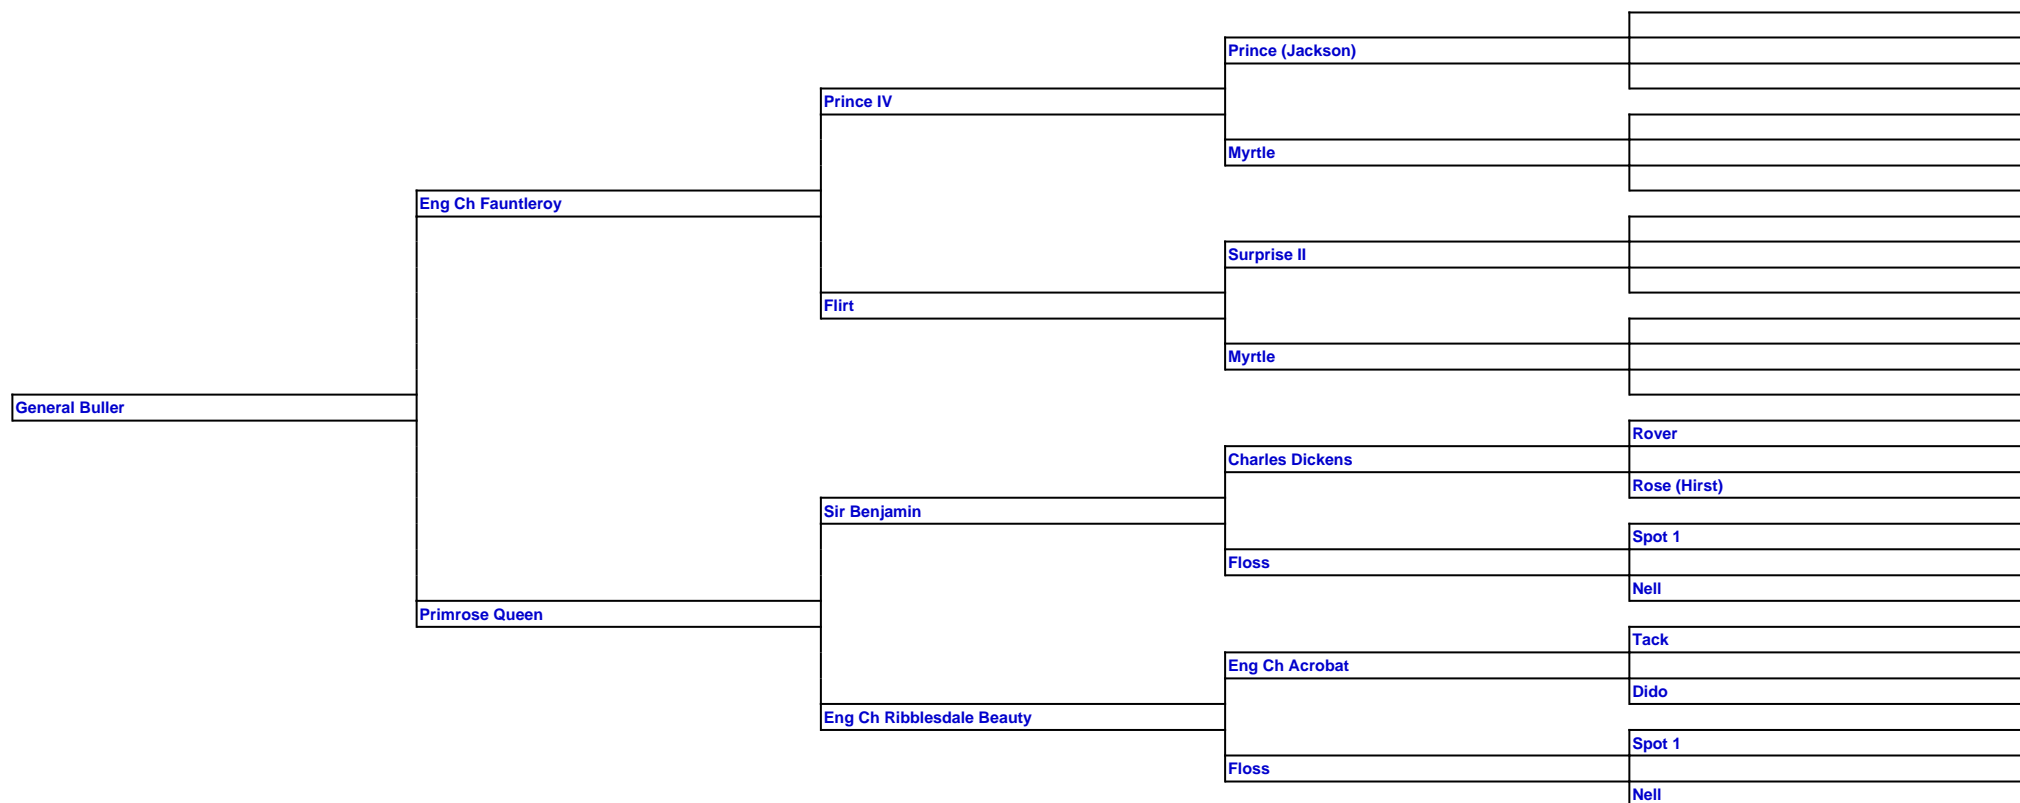 Prince (Jackson)
Prince IV
Myrtle
Eng Ch Fauntleroy
Surprise II
Flirt
Myrtle
General Buller
Rover
Charles Dickens
Rose (Hirst)
Sir Benjamin
Spot 1
Floss
Nell
Primrose Queen
Tack
Eng Ch Acrobat
Dido
Eng Ch Ribblesdale Beauty
Spot 1
Floss
Nell